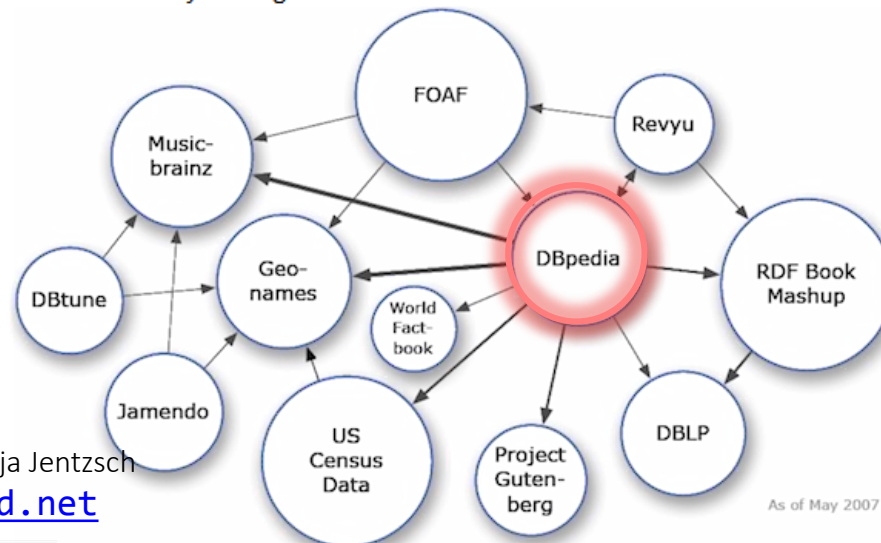 FOAF
Revyu
Music-
brainz
DBpedia
Geo-
names
RDF Book
Mashup
DBtune
World
Fact-
book
Jamendo
US
Census
Data
DBLP
Project
Guten-
berg
ja Jentzsch
d.net
As of May 2007